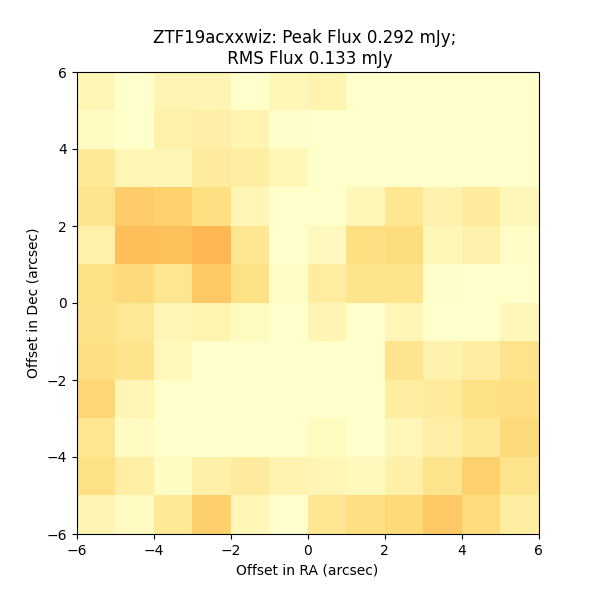 ZTF19acxxwiz: Peak Flux 0.292 mJy;
RMS Flux 0.133 mJy
6
4
2
0
−2
−4
−6
Offset in Dec (arcsec)
−6 −4 −2 0 2 4 6
Offset in RA (arcsec)